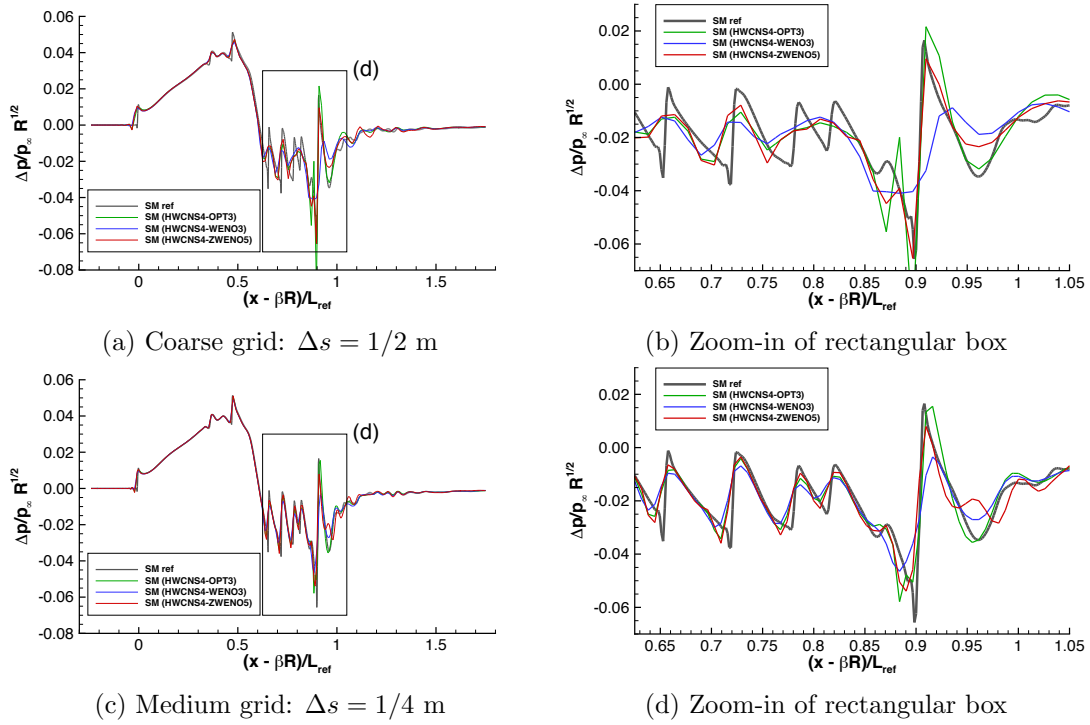 0.06
0.04
0.02
0.00
-0.02
-0.04
-0.06
-0.08
Δp/p∞ R^1/2
(d)
SM ref
SM (HWCNS4-OPT3)
SM (HWCNS4-WENO3)
SM (HWCNS4-ZWENO5)
0 0.5 1 1.5
(x - βR)/Lref
(a) Coarse grid: Δs = 1/2 m
0.02
0.00
-0.02
-0.04
-0.06
Δp/p∞ R^1/2
SM ref
SM (HWCNS4-OPT3)
SM (HWCNS4-WENO3)
SM (HWCNS4-ZWENO5)
0.65 0.7 0.75 0.8 0.85 0.9 0.95 1 1.05
(x - βR)/Lref
(b) Zoom-in of rectangular box
0.06
0.04
0.02
0.00
-0.02
-0.04
-0.06
-0.08
Δp/p∞ R^1/2
(d)
SM ref
SM (HWCNS4-OPT3)
SM (HWCNS4-WENO3)
SM (HWCNS4-ZWENO5)
0 0.5 1 1.5
(x - βR)/Lref
(c) Medium grid: Δs = 1/4 m
0.02
0.00
-0.02
-0.04
-0.06
Δp/p∞ R^1/2
SM ref
SM (HWCNS4-OPT3)
SM (HWCNS4-WENO3)
SM (HWCNS4-ZWENO5)
0.65 0.7 0.75 0.8 0.85 0.9 0.95 1 1.05
(x - βR)/Lref
(d) Zoom-in of rectangular box